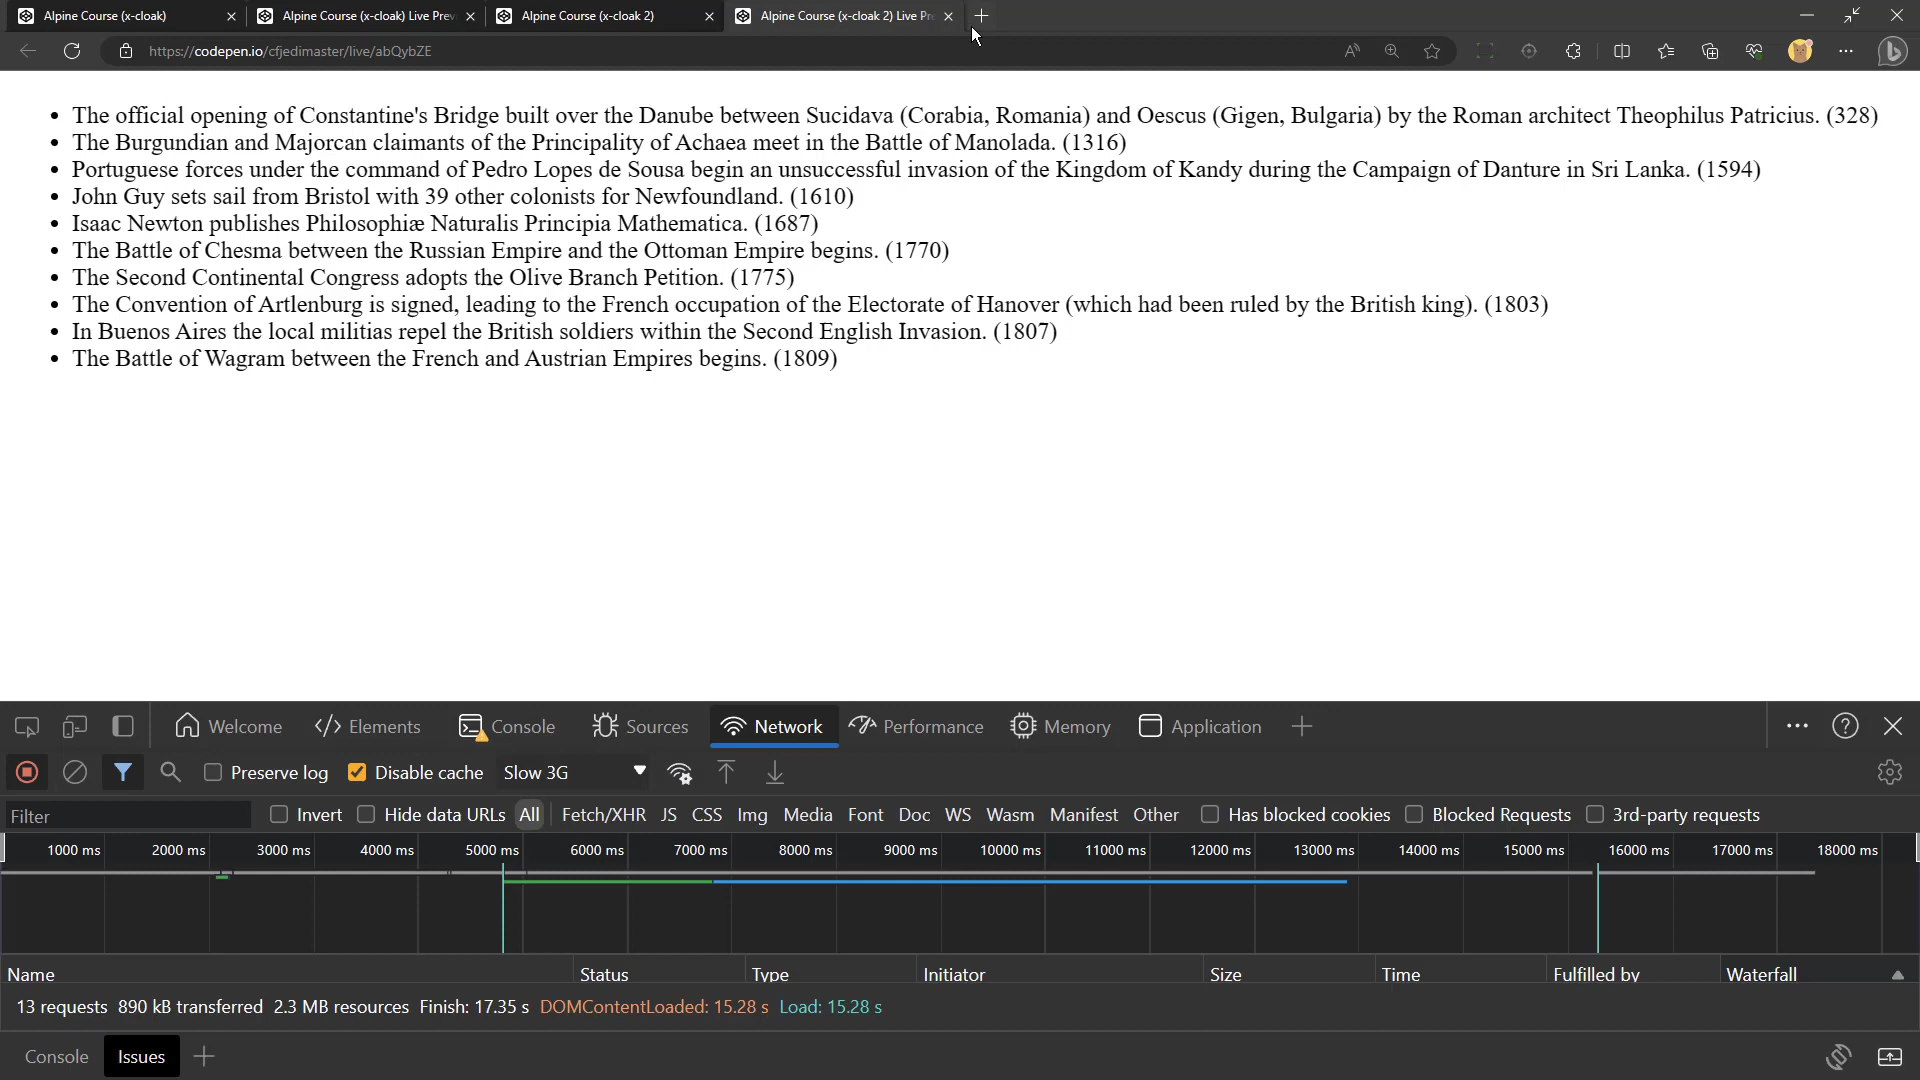 Alpine Course (x-cloak)
Alpine Course (x-cloak) Live Prev
Alpine Course (x-cloak 2)
Alpine Course (x-cloak 2) Live Pr
https://codepen.io/cfjedimaster/live/abQybZE
The official opening of Constantine's Bridge built over the Danube between Sucidava (Corabia, Romania) and Oescus (Gigen, Bulgaria) by the Roman architect Theophilus Patricius. (328)
The Burgundian and Majorcan claimants of the Principality of Achaea meet in the Battle of Manolada. (1316)
Portuguese forces under the command of Pedro Lopes de Sousa begin an unsuccessful invasion of the Kingdom of Kandy during the Campaign of Danture in Sri Lanka. (1594)
John Guy sets sail from Bristol with 39 other colonists for Newfoundland. (1610)
Isaac Newton publishes Philosophiæ Naturalis Principia Mathematica. (1687)
The Battle of Chesma between the Russian Empire and the Ottoman Empire begins. (1770)
The Second Continental Congress adopts the Olive Branch Petition. (1775)
The Convention of Artlenburg is signed, leading to the French occupation of the Electorate of Hanover (which had been ruled by the British king). (1803)
In Buenos Aires the local militias repel the British soldiers within the Second English Invasion. (1807)
The Battle of Wagram between the French and Austrian Empires begins. (1809)
Welcome Elements Console Sources Network Performance Memory Application
Preserve log Disable cache Slow 3G
Filter Invert Hide data URLs All Fetch/XHR JS CSS Img Media Font Doc WS Wasm Manifest Other Has blocked cookies Blocked Requests 3rd-party requests
1000 ms 2000 ms 3000 ms 4000 ms 5000 ms 6000 ms 7000 ms 8000 ms 9000 ms 10000 ms 11000 ms 12000 ms 13000 ms 14000 ms 15000 ms 16000 ms 17000 ms 18000 ms
Name Status Type Initiator Size Time Fulfilled by Waterfall
13 requests 890 kB transferred 2.3 MB resources Finish: 17.35 s DOMContentLoaded: 15.28 s Load: 15.28 s
Console Issues